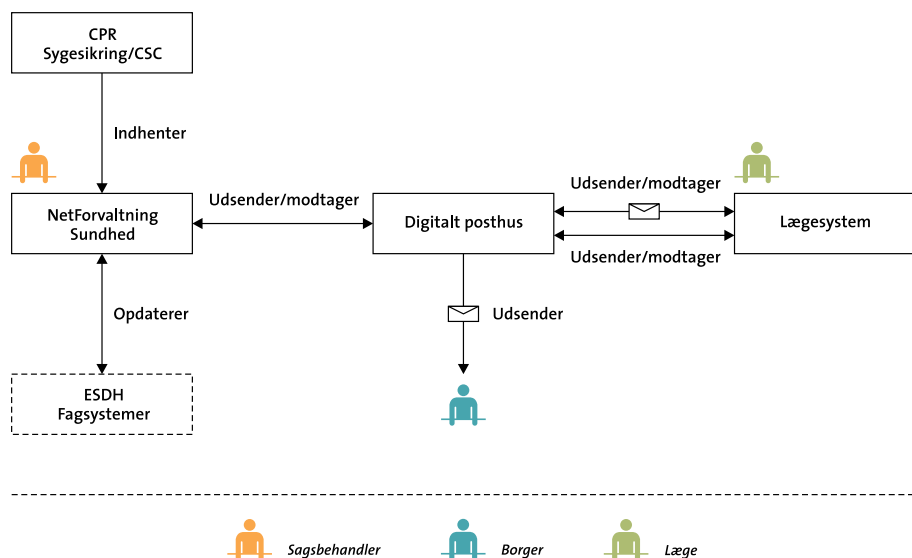 CPR
Sygesikring/CSC
Indhenter
Udsender/modtager
Udsender/modtager
NetForvaltning
Sundhed
Digitalt posthus
Lægesystem
Udsender/modtager
Opdaterer
Udsender
ESDH
Fagsystemer
Sagsbehandler
Borger
Læge